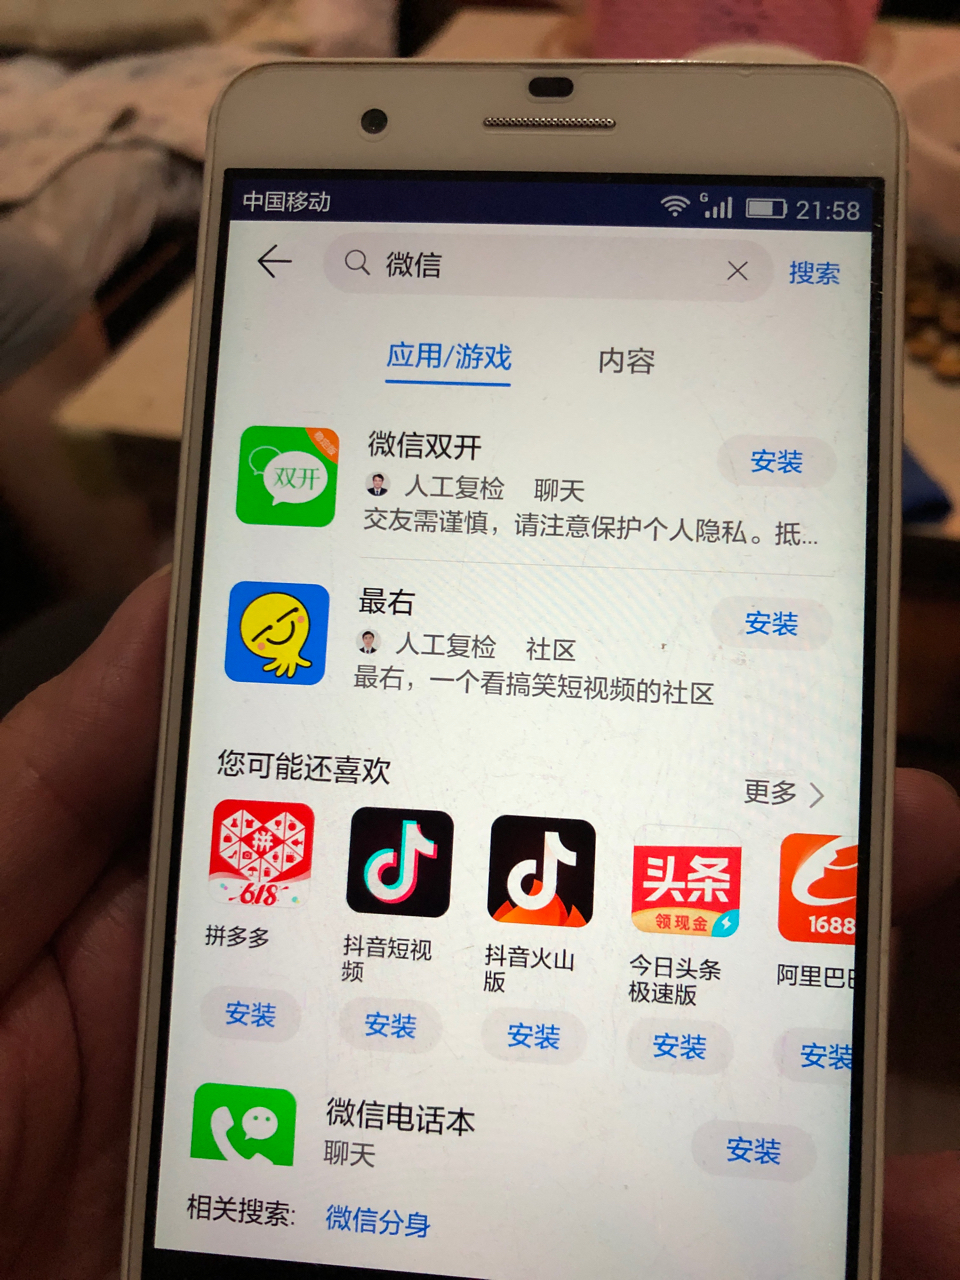 中国移动
G
21:58
微信
搜索
应用/游戏
内容
双开
微信双开
安装
人工复检 聊天
交友需谨慎，请注意保护个人隐私。抵...
最右
安装
人工复检 社区
最右，一个看搞笑短视频的社区
您可能还喜欢
更多
拼
618
头条
领现金
1688
拼多多
抖音短视
频
抖音火山
版
今日头条
极速版
阿里巴巴
安装
安装
安装
安装
安装
微信电话本
聊天
安装
相关搜索:
微信分身